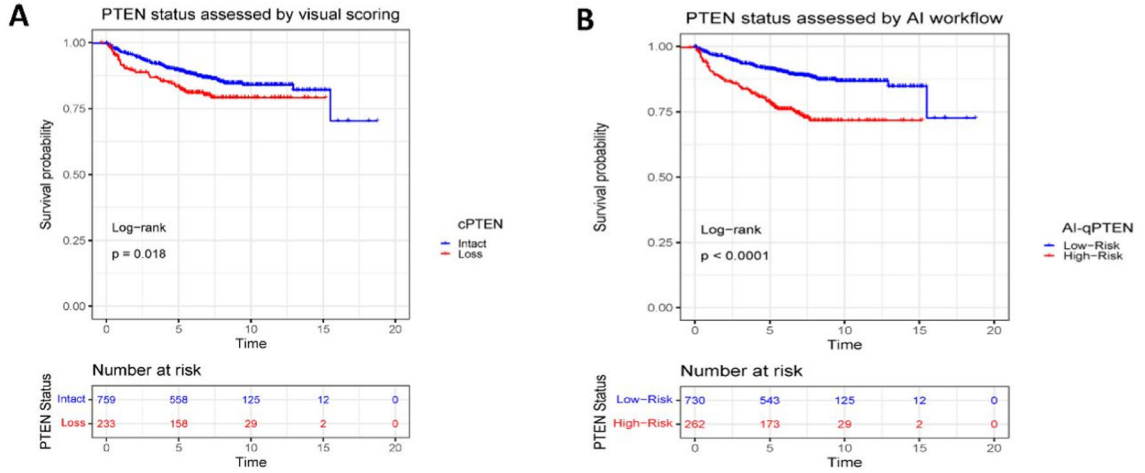 A
PTEN status assessed by visual scoring
Survival probability
1.00
0.75
0.50
0.25
0.00
Log-rank
p = 0.018
0 5 10 15 20
Time
cPTEN
Intact
Loss
Number at risk
PTEN Status
Intact 759 558 125 12 0
Loss 233 158 29 2 0
0 5 10 15 20
Time
B
PTEN status assessed by AI workflow
Survival probability
1.00
0.75
0.50
0.25
0.00
Log-rank
p < 0.0001
0 5 10 15 20
Time
AI-qPTEN
Low-Risk
High-Risk
Number at risk
PTEN Status
Low-Risk 730 543 125 12 0
High-Risk 262 173 29 2 0
0 5 10 15 20
Time